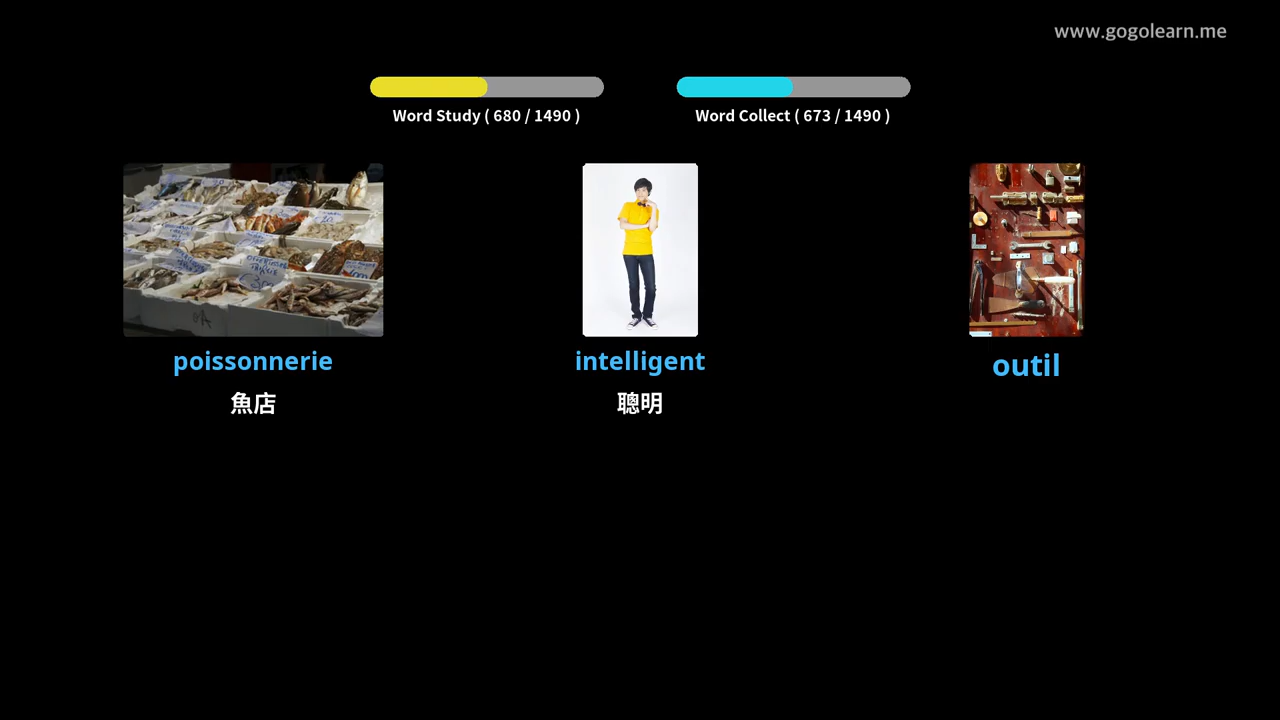 www.gogolearn.me
Word Study ( 680 / 1490 )
Word Collect ( 673 / 1490 )
poissonnerie
魚店
intelligent
聰明
outil